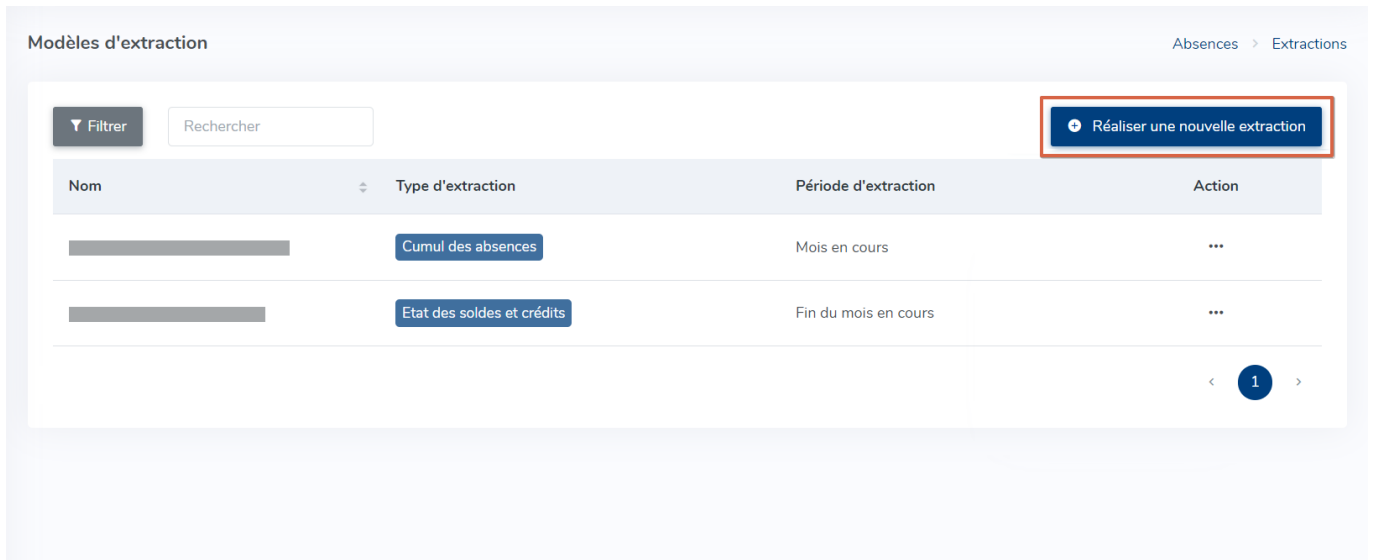 Modèles d'extraction
Absences > Extractions
Filtrer
Rechercher
Réaliser une nouvelle extraction
Nom Type d'extraction Période d'extraction Action
Cumul des absences Mois en cours
Etat des soldes et crédits Fin du mois en cours
1